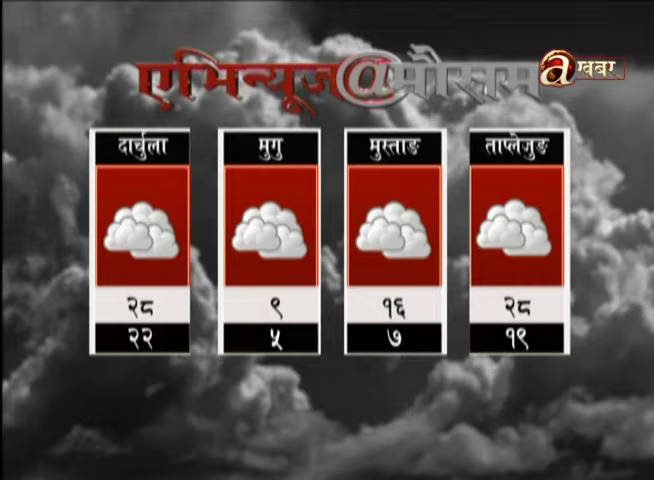 एभिन्यूज@मौसम
a खबर
दार्चुला मुगु मुस्ताङ ताप्लेजुङ
२८ ९ १६ २८
२२ ५ ७ १९